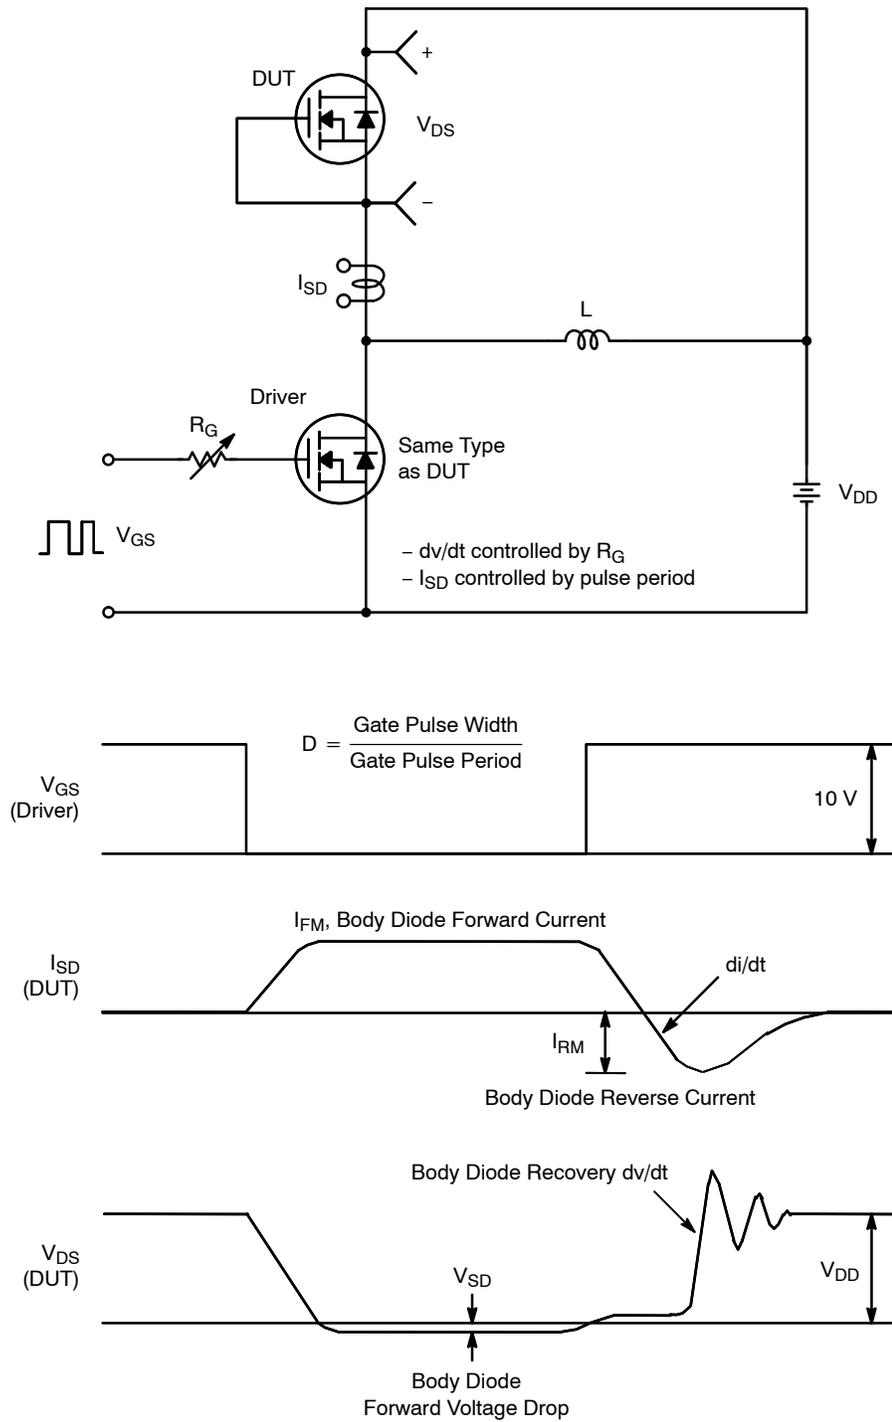 +
DUT
V_DS
−
I_SD
L
Driver
R_G
Same Type
as DUT
V_DD
V_GS
− dv/dt controlled by R_G
− I_SD controlled by pulse period
D = Gate Pulse Width
Gate Pulse Period
V_GS
(Driver)
10 V
I_FM, Body Diode Forward Current
I_SD
(DUT)
di/dt
I_RM
Body Diode Reverse Current
Body Diode Recovery dv/dt
V_DS
(DUT)
V_SD
V_DD
Body Diode
Forward Voltage Drop